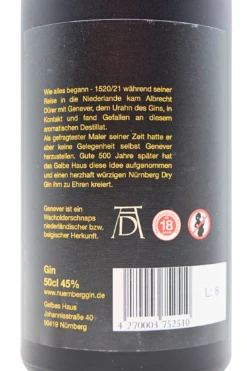 Wie alles begann - 1520/21 während seiner
Reise in die Niederlande kam Albrecht
Dürer mit Genever, dem Urahn des Gins, in
Kontakt und fand Gefallen an diesem
aromatischen Destillat.
Als gefragtester Maler seiner Zeit hatte er
aber keine Gelegenheit selbst Genever
herzustellen. Gute 500 Jahre später hat
das Gelbe Haus diese Idee aufgenommen
und einen herzhaft würzigen Nürnberg Dry
Gin ihm zu Ehren kreiert.
Genever ist ein
Wacholderschnaps
niederländischer bzw.
belgischer Herkunft.
18
Gin
50cl 45%
www.nuernberggin.de
Gelbes Haus
Johannisstraße 40
90419 Nürnberg
4 270003 752510
L: 6